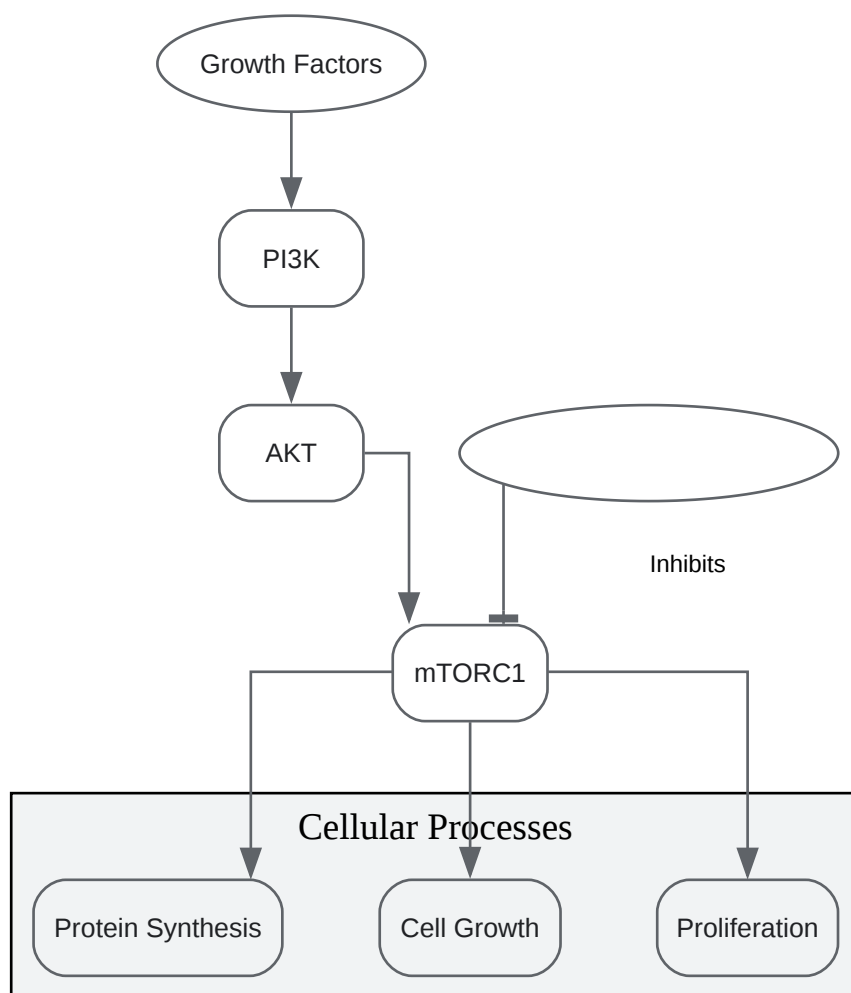 Growth Factors
PI3K
AKT
Inhibits
mTORC1
Cellular Processes
Protein Synthesis
Cell Growth
Proliferation